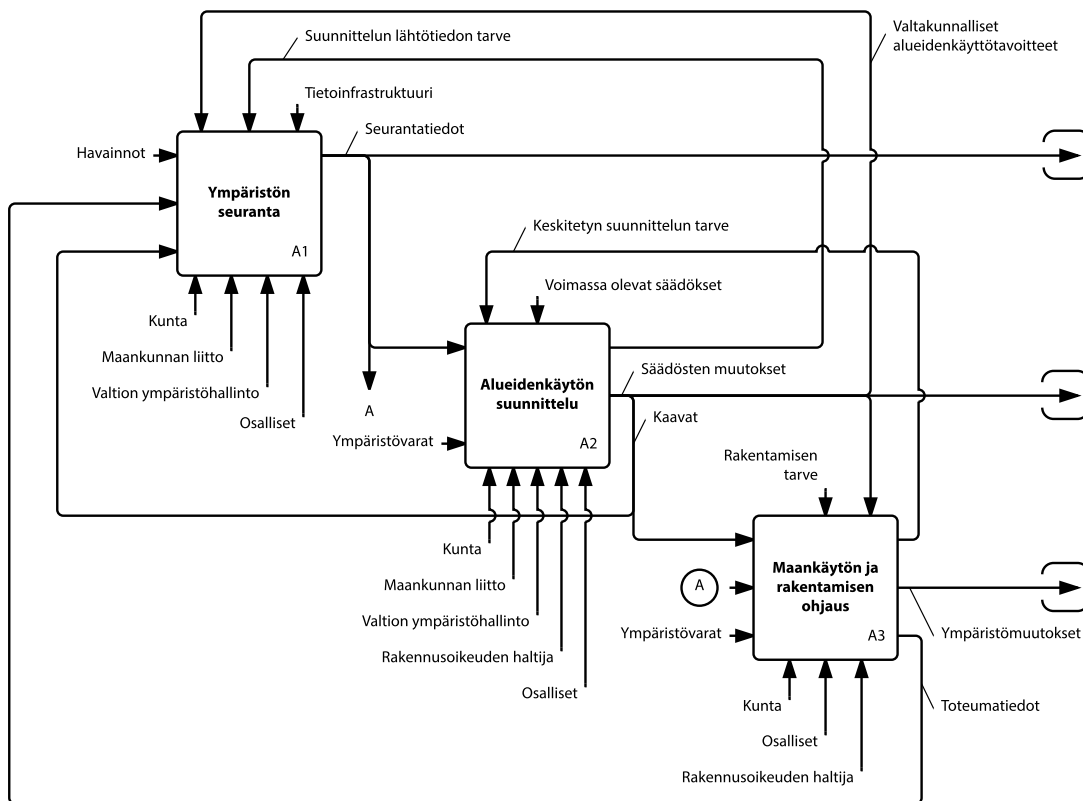 Suunnittelun lähtötiedon tarve
Valtakunnalliset
alueidenkäyttötavoitteet
Tietoinfrastruktuuri
Seurantatiedot
Havainnot
Ympäristön
seuranta
A1
Keskitetyn suunnittelun tarve
Voimassa olevat säädökset
Kunta
Maankunnan liitto
Valtion ympäristöhallinto
Osalliset
A
Alueidenkäytön
suunnittelu
A2
Säädösten muutokset
Kaavat
Ympäristövarat
Rakentamisen
tarve
Kunta
Maankunnan liitto
Valtion ympäristöhallinto
Rakennusoikeuden haltija
Osalliset
A
Maankäytön ja
rakentamisen
ohjaus
A3
Ympäristövarat
Ympäristömuutokset
Toteumatiedot
Kunta
Osalliset
Rakennusoikeuden haltija